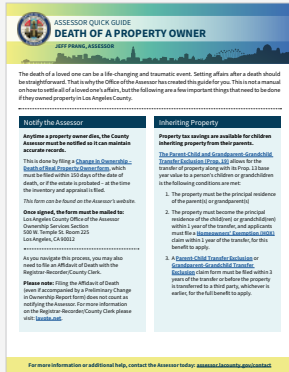 ASSESSOR QUICK GUIDE
DEATH OF A PROPERTY OWNER
JEFF PRANG, ASSESSOR
The death of a loved one can be a life-changing and traumatic event. Setting affairs after a death should be
straightforward. That is why the Office of the Assessor has created this guide for you. This is not a manual
on how to settle all of a loved one's affairs, but the following are a few important things that need to be done
if they owned property in Los Angeles County.
Notify the Assessor
Anytime a property owner dies, the County
Assessor must be notified so it can maintain
accurate records.
This is done by filing a Change in Ownership –
Death of Real Property Owner form, which
must be filed within 150 days of the date
of death, or if the estate is probated – at the time
the inventory and appraisal is filed.
This form can be found on the Assessor's website.
Once signed, the form must be mailed to:
Los Angeles County Office of the Assessor
Ownership Services Section
500 W. Temple St. Room 225
Los Angeles, CA 90012
As you navigate this process, you may also
need to file an Affidavit of Death with the
Registrar-Recorder/County Clerk.
Please note: Filing the Affidavit of Death
(even if accompanied by a Preliminary Change
in Ownership Report form) does not count as
notifying the Assessor. For more information
on the Registrar-Recorder/County Clerk please
visit: lavote.net.
Inheriting Property
Property tax savings are available for children
inheriting property from their parents.
The Parent-Child and Grandparent-Grandchild
Transfer Exclusion (Prop. 19) allows for the
transfer of property along with its Prop. 13 base
year value to a person's children or grandchildren
is the following conditions are met:
1. The property must be the principal residence
of the parent(s) or grandparent(s)
2. The property must become the principal
residence of the child(ren) or grandchild(ren)
within 1 year of the transfer, and applicants
must file a Homeowners' Exemption (HOX)
claim within 1 year of the transfer, for this
benefit to apply.
3. A Parent-Child Transfer Exclusion or
Grandparent-Grandchild Transfer
Exclusion claim form must be filed within 3
years of the transfer or before the property
is transferred to a third party, whichever is
earlier, for the full benefit to apply.
For more information or additional help, contact the Assessor today: assessor.lacounty.gov/contact